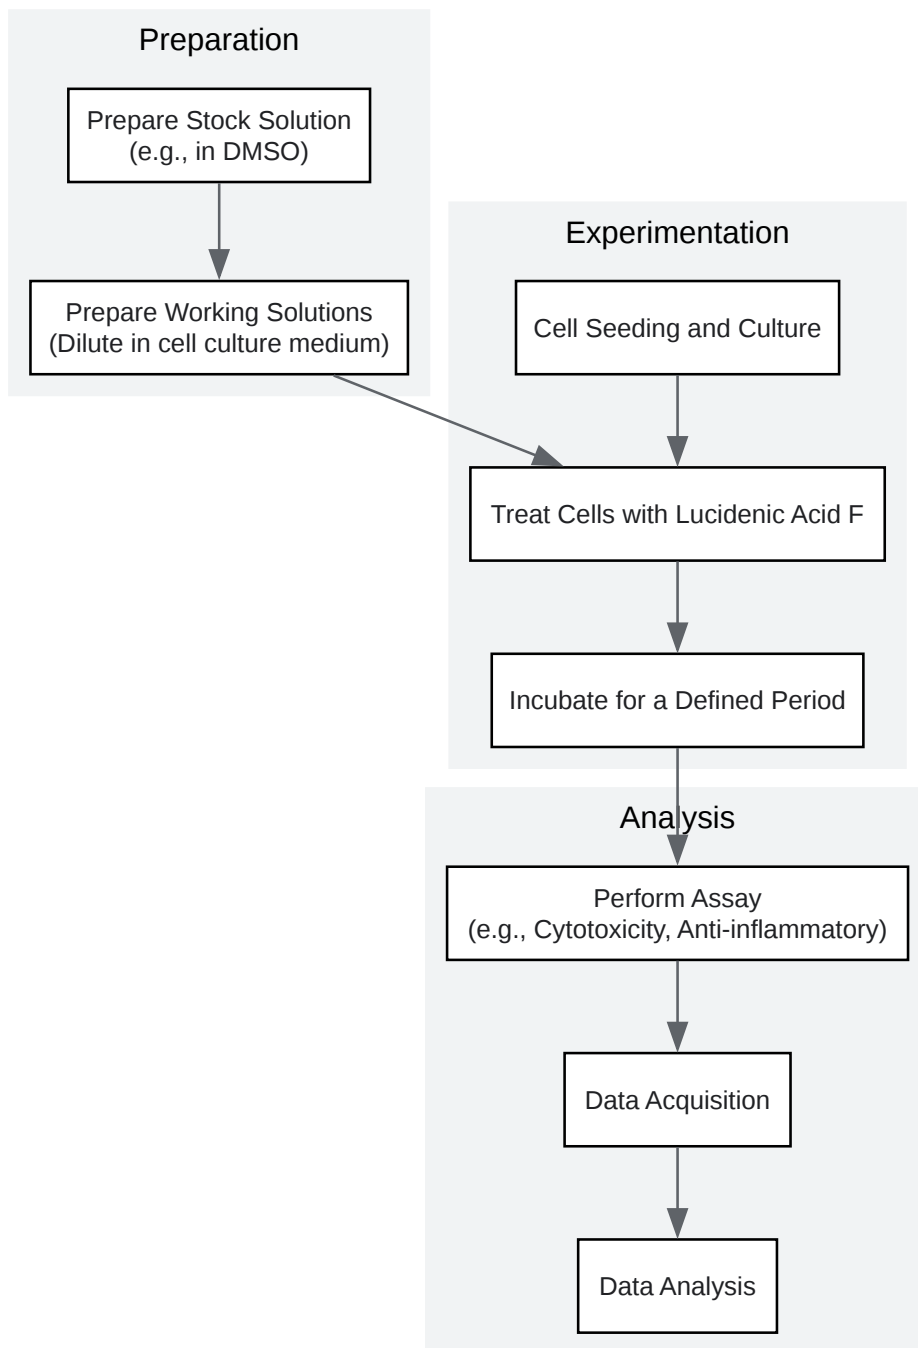 Preparation
Prepare Stock Solution
(e.g., in DMSO)
Prepare Working Solutions
(Dilute in cell culture medium)
Experimentation
Cell Seeding and Culture
Treat Cells with Lucidenic Acid F
Incubate for a Defined Period
Analysis
Perform Assay
(e.g., Cytotoxicity, Anti-inflammatory)
Data Acquisition
Data Analysis